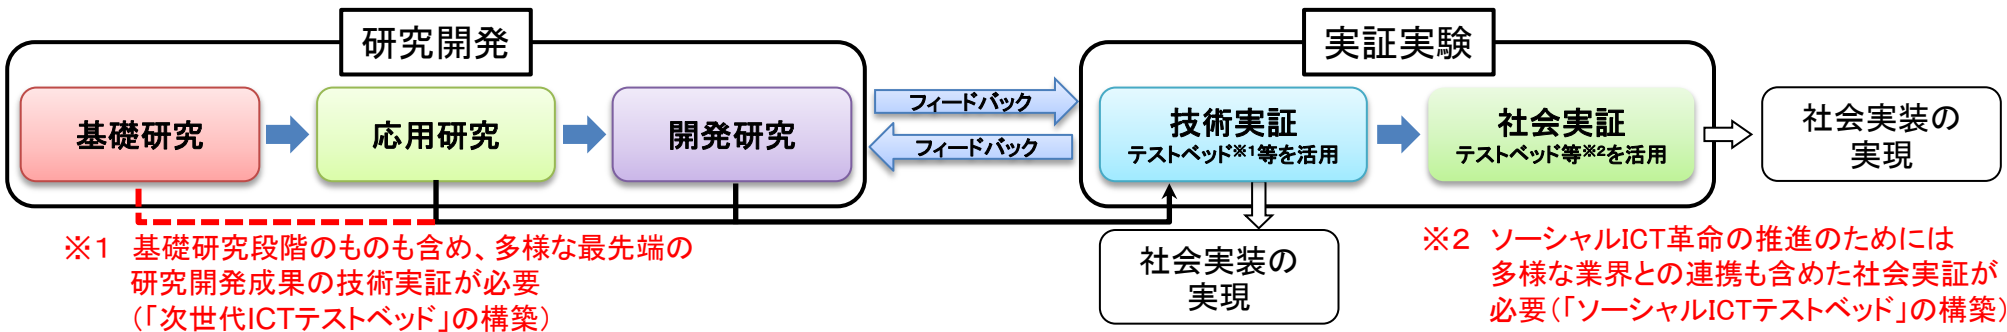 研究開発
基礎研究
応用研究
開発研究
フィードバック
フィードバック
実証実験
技術実証
テストベッド※1等を活用
社会実証
テストベッド等※2を活用
社会実装の
実現
社会実装の
実現
※1 基礎研究段階のものも含め、多様な最先端の
研究開発成果の技術実証が必要
(「次世代ICTテストベッド」の構築)
※2 ソーシャルICT革命の推進のためには
多様な業界との連携も含めた社会実証が
必要(「ソーシャルICTテストベッド」の構築)